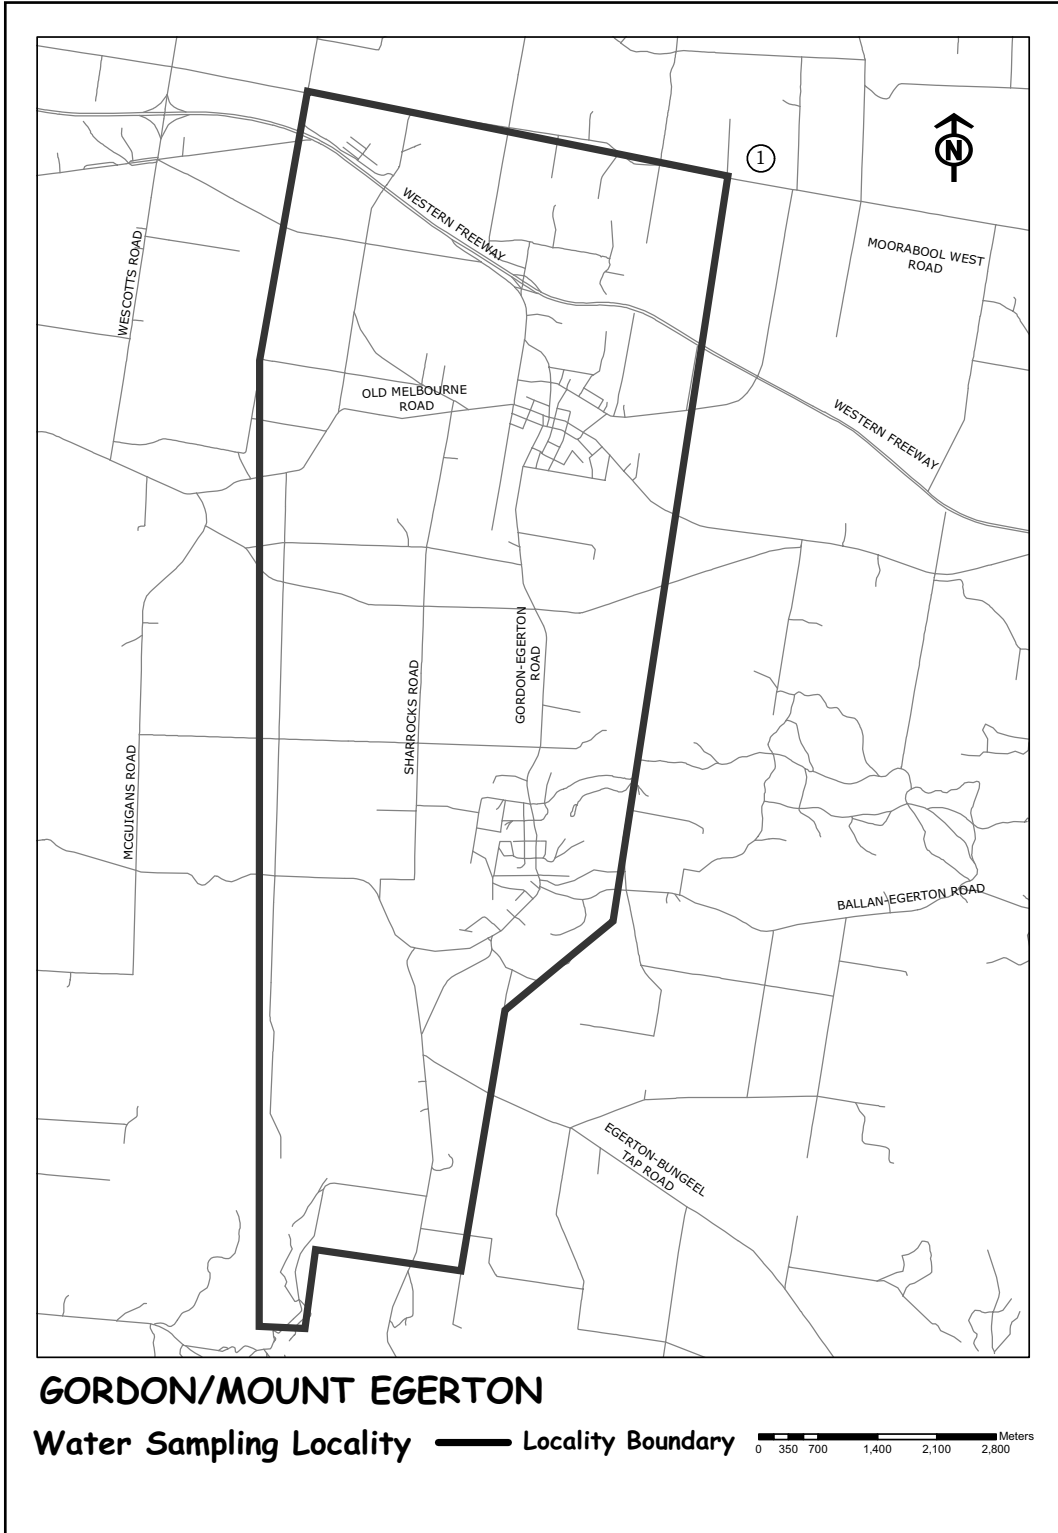 1
N
MOORABOOL WEST
ROAD
WESTERN FREEWAY
WESCOTTS ROAD
OLD MELBOURNE
ROAD
WESTERN FREEWAY
GORDON-EGERTON
ROAD
SHARROCKS ROAD
MCGUIGANS ROAD
BALLAN-EGERTON ROAD
EGERTON-BUNGEEL
TAP ROAD
GORDON/MOUNT EGERTON
Water Sampling Locality
Locality Boundary
Meters
0 350 700 1,400 2,100 2,800